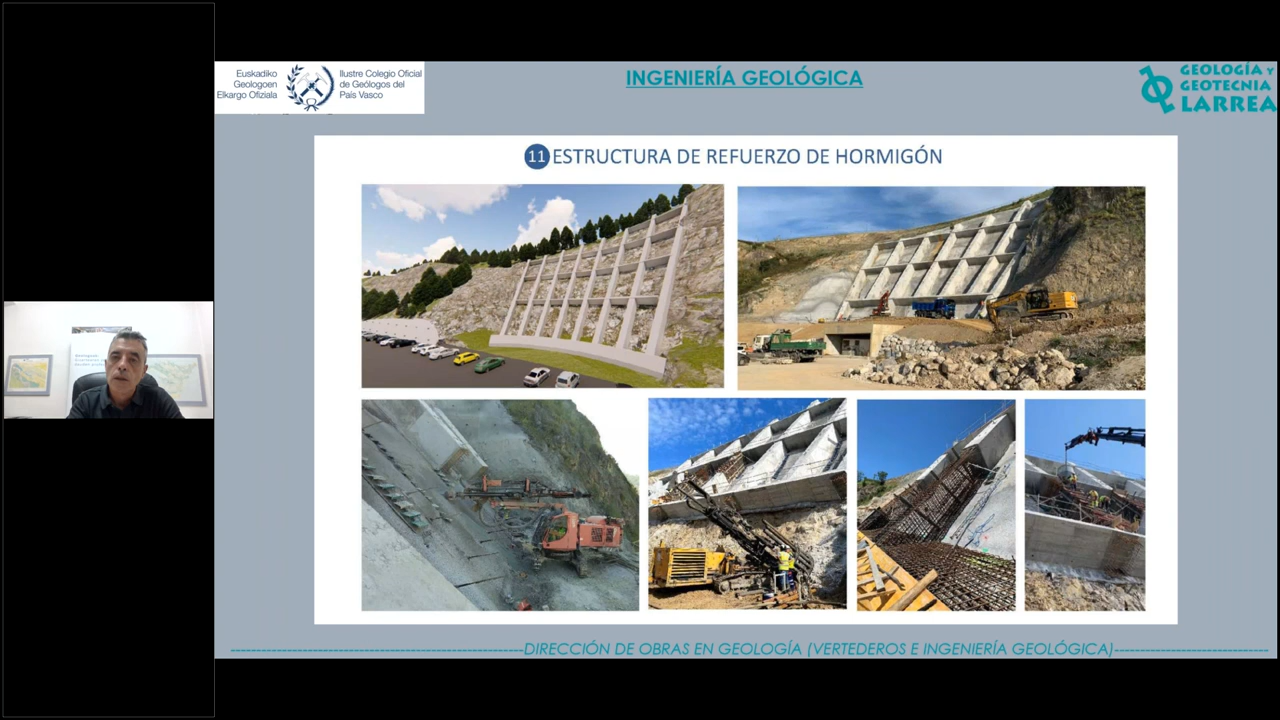 Euskadiko
Geologoen
Elkargo Ofiziala
Ilustre Colegio Oficial
de Geólogos del
País Vasco
INGENIERÍA GEOLÓGICA
GEOLOGÍA Y
GEOTECNIA
LARREA
11 ESTRUCTURA DE REFUERZO DE HORMIGÓN
DIRECCIÓN DE OBRAS EN GEOLOGÍA (VERTEDEROS E INGENIERÍA GEOLÓGICA)